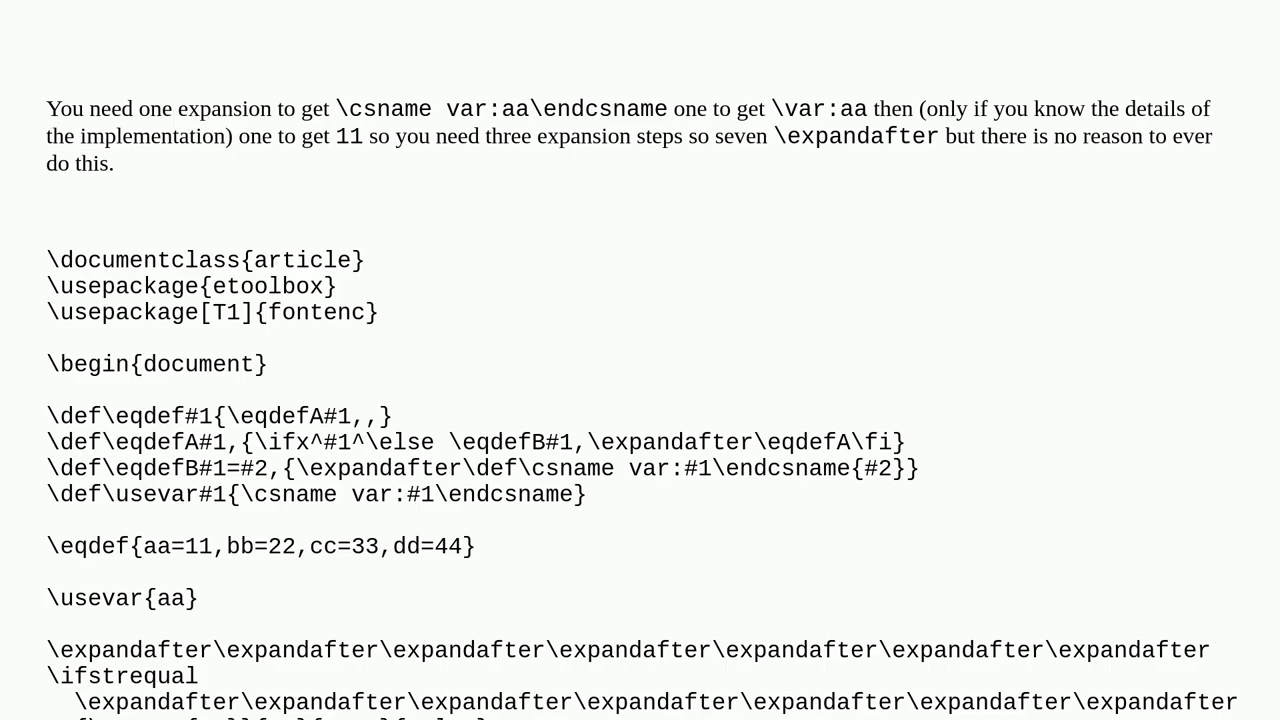 You need one expansion to get \csname var:aa\endcsname one to get \var:aa then (only if you know the details of
the implementation) one to get 11 so you need three expansion steps so seven \expandafter but there is no reason to ever
do this.
\documentclass{article}
\usepackage{etoolbox}
\usepackage[T1]{fontenc}
\begin{document}
\def\eqdef#1{\eqdefA#1,,}
\def\eqdefA#1,{\ifx^#1^\else \eqdefB#1,\expandafter\eqdefA\fi}
\def\eqdefB#1=#2,{\expandafter\def\csname var:#1\endcsname{#2}}
\def\usevar#1{\csname var:#1\endcsname}
\eqdef{aa=11,bb=22,cc=33,dd=44}
\usevar{aa}
\expandafter\expandafter\expandafter\expandafter\expandafter\expandafter\expandafter
\ifstrequal
\expandafter\expandafter\expandafter\expandafter\expandafter\expandafter\expandafter